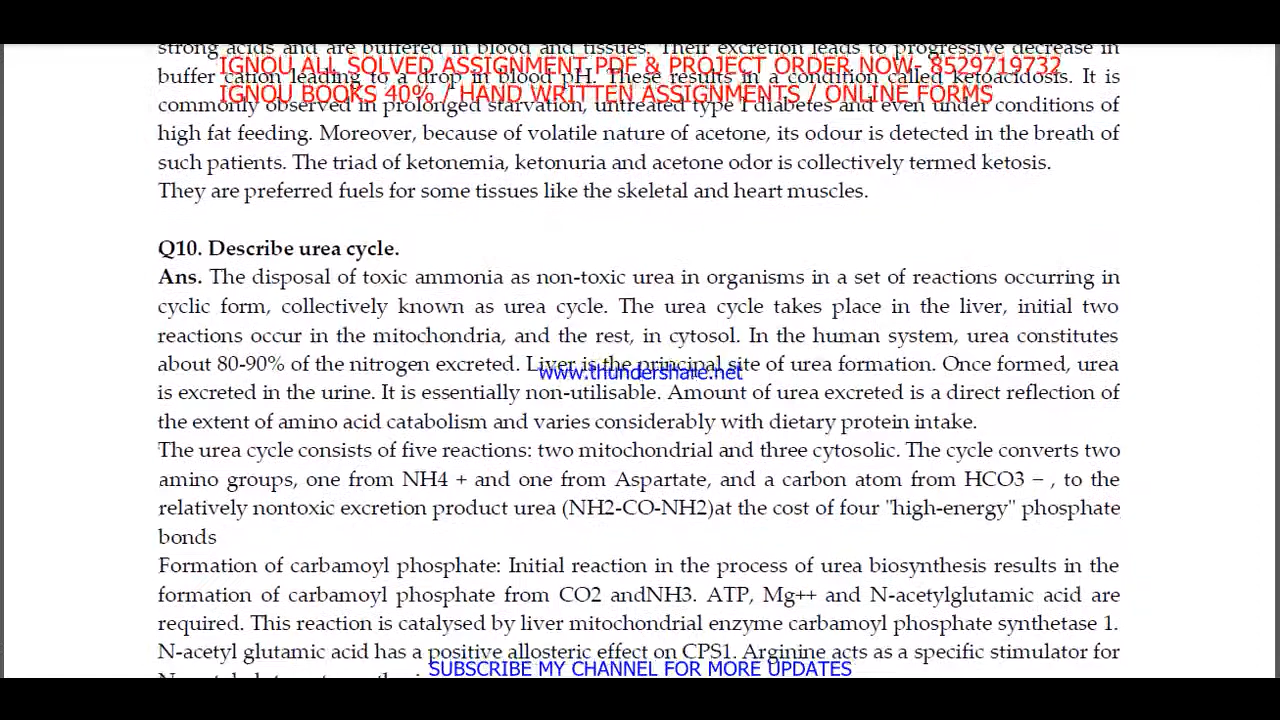 strong acids and are buffered in blood and tissues. Their excretion leads to progressive decrease in
IGNOU ALL SOLVED ASSIGNMENT PDF & PROJECT ORDER NOW- 8529719732
buffer cation leading to a drop in blood pH. These results in a condition called ketoacidosis. It is
IGNOU BOOKS 40% / HAND WRITTEN ASSIGNMENTS / ONLINE FORMS
commonly observed in prolonged starvation, untreated type I diabetes and even under conditions of
high fat feeding. Moreover, because of volatile nature of acetone, its odour is detected in the breath of
such patients. The triad of ketonemia, ketonuria and acetone odor is collectively termed ketosis.
They are preferred fuels for some tissues like the skeletal and heart muscles.
Q10. Describe urea cycle.
Ans. The disposal of toxic ammonia as non-toxic urea in organisms in a set of reactions occurring in
cyclic form, collectively known as urea cycle. The urea cycle takes place in the liver, initial two
reactions occur in the mitochondria, and the rest, in cytosol. In the human system, urea constitutes
about 80-90% of the nitrogen excreted. Liver is the principal site of urea formation. Once formed, urea
www.thundershare.net
is excreted in the urine. It is essentially non-utilisable. Amount of urea excreted is a direct reflection of
the extent of amino acid catabolism and varies considerably with dietary protein intake.
The urea cycle consists of five reactions: two mitochondrial and three cytosolic. The cycle converts two
amino groups, one from NH4 + and one from Aspartate, and a carbon atom from HCO3 − , to the
relatively nontoxic excretion product urea (NH2-CO-NH2)at the cost of four "high-energy" phosphate
bonds
Formation of carbamoyl phosphate: Initial reaction in the process of urea biosynthesis results in the
formation of carbamoyl phosphate from CO2 andNH3. ATP, Mg++ and N-acetylglutamic acid are
required. This reaction is catalysed by liver mitochondrial enzyme carbamoyl phosphate synthetase 1.
N-acetyl glutamic acid has a positive allosteric effect on CPS1. Arginine acts as a specific stimulator for
SUBSCRIBE MY CHANNEL FOR MORE UPDATES